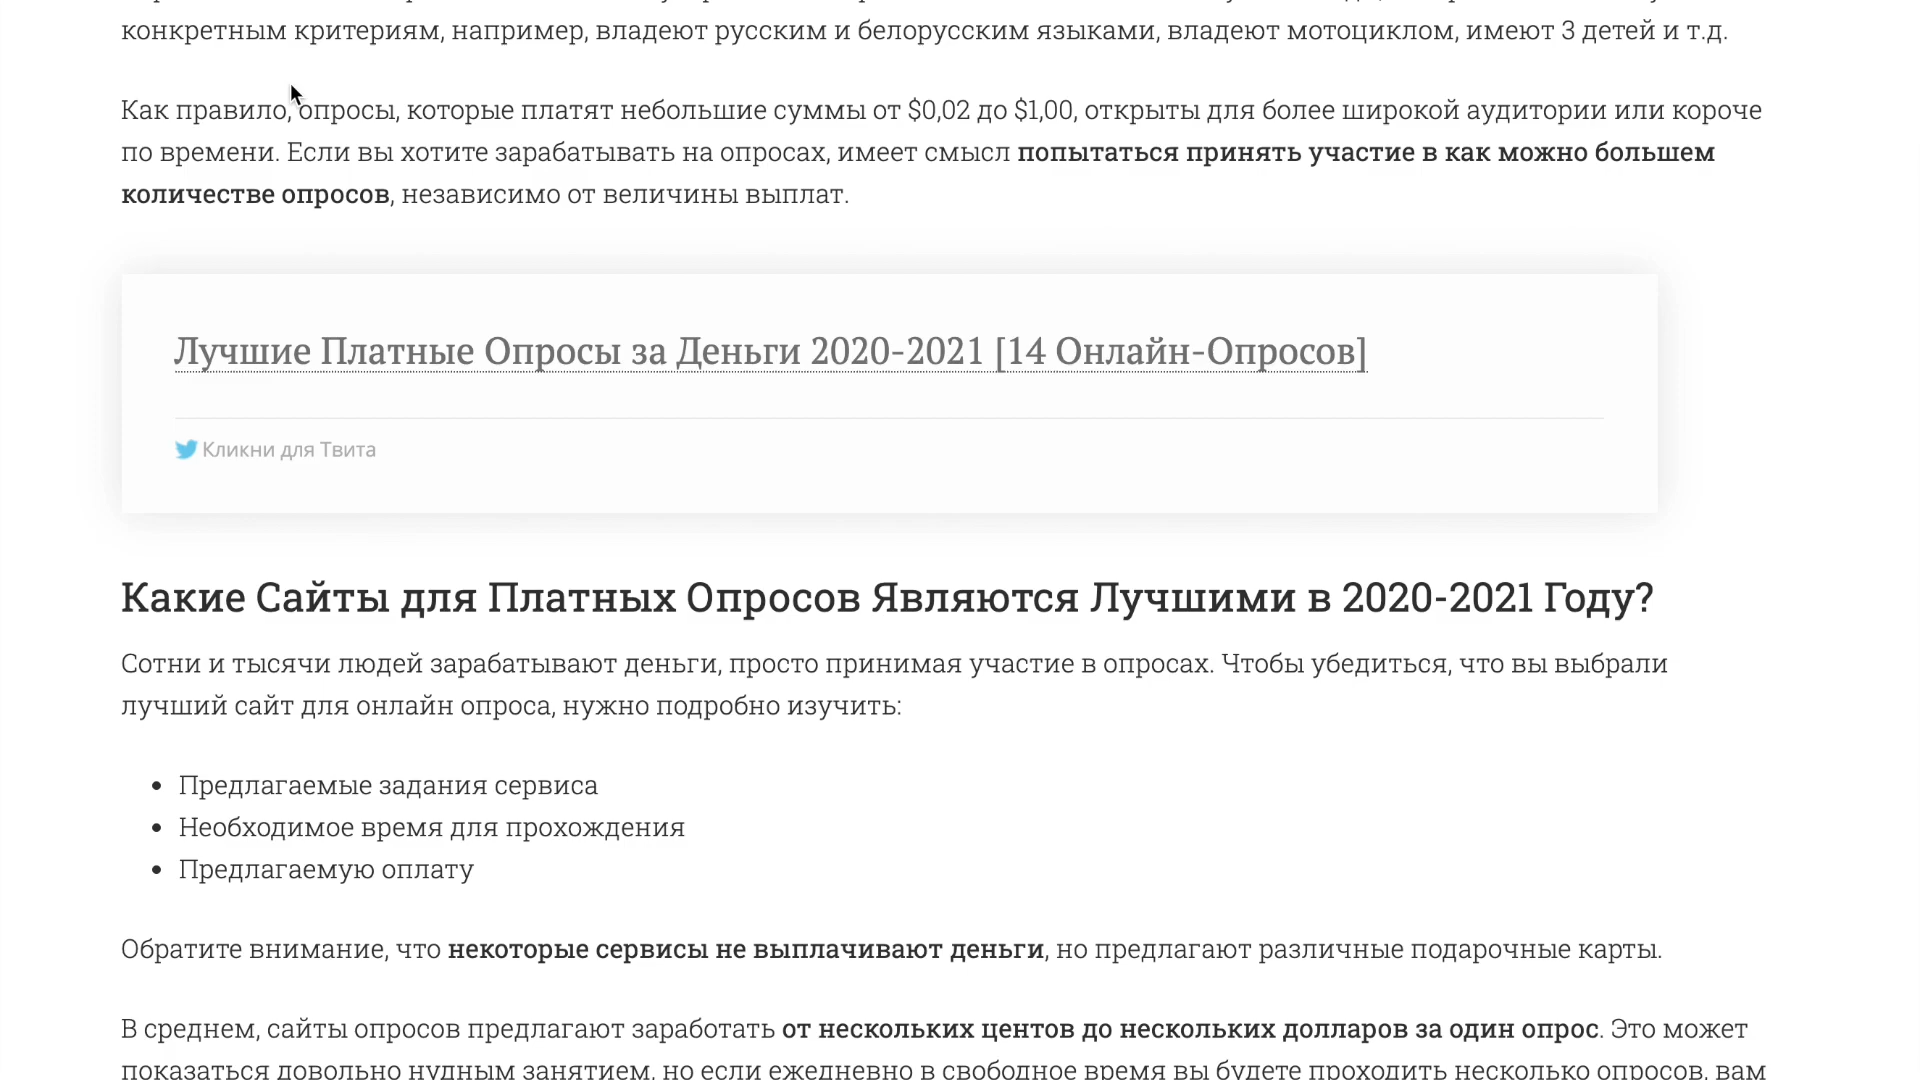 конкретным критериям, например, владеют русским и белорусским языками, владеют мотоциклом, имеют 3 детей и т.д.
Как правило, опросы, которые платят небольшие суммы от $0,02 до $1,00, открыты для более широкой аудитории или короче
по времени. Если вы хотите зарабатывать на опросах, имеет смысл попытаться принять участие в как можно большем
количестве опросов, независимо от величины выплат.
Лучшие Платные Опросы за Деньги 2020-2021 [14 Онлайн-Опросов]
Кликни для Твита
Какие Сайты для Платных Опросов Являются Лучшими в 2020-2021 Году?
Сотни и тысячи людей зарабатывают деньги, просто принимая участие в опросах. Чтобы убедиться, что вы выбрали
лучший сайт для онлайн опроса, нужно подробно изучить:
• Предлагаемые задания сервиса
• Необходимое время для прохождения
• Предлагаемую оплату
Обратите внимание, что некоторые сервисы не выплачивают деньги, но предлагают различные подарочные карты.
В среднем, сайты опросов предлагают заработать от нескольких центов до нескольких долларов за один опрос. Это может
показаться довольно нудным занятием, но если ежедневно в свободное время вы будете проходить несколько опросов, вам